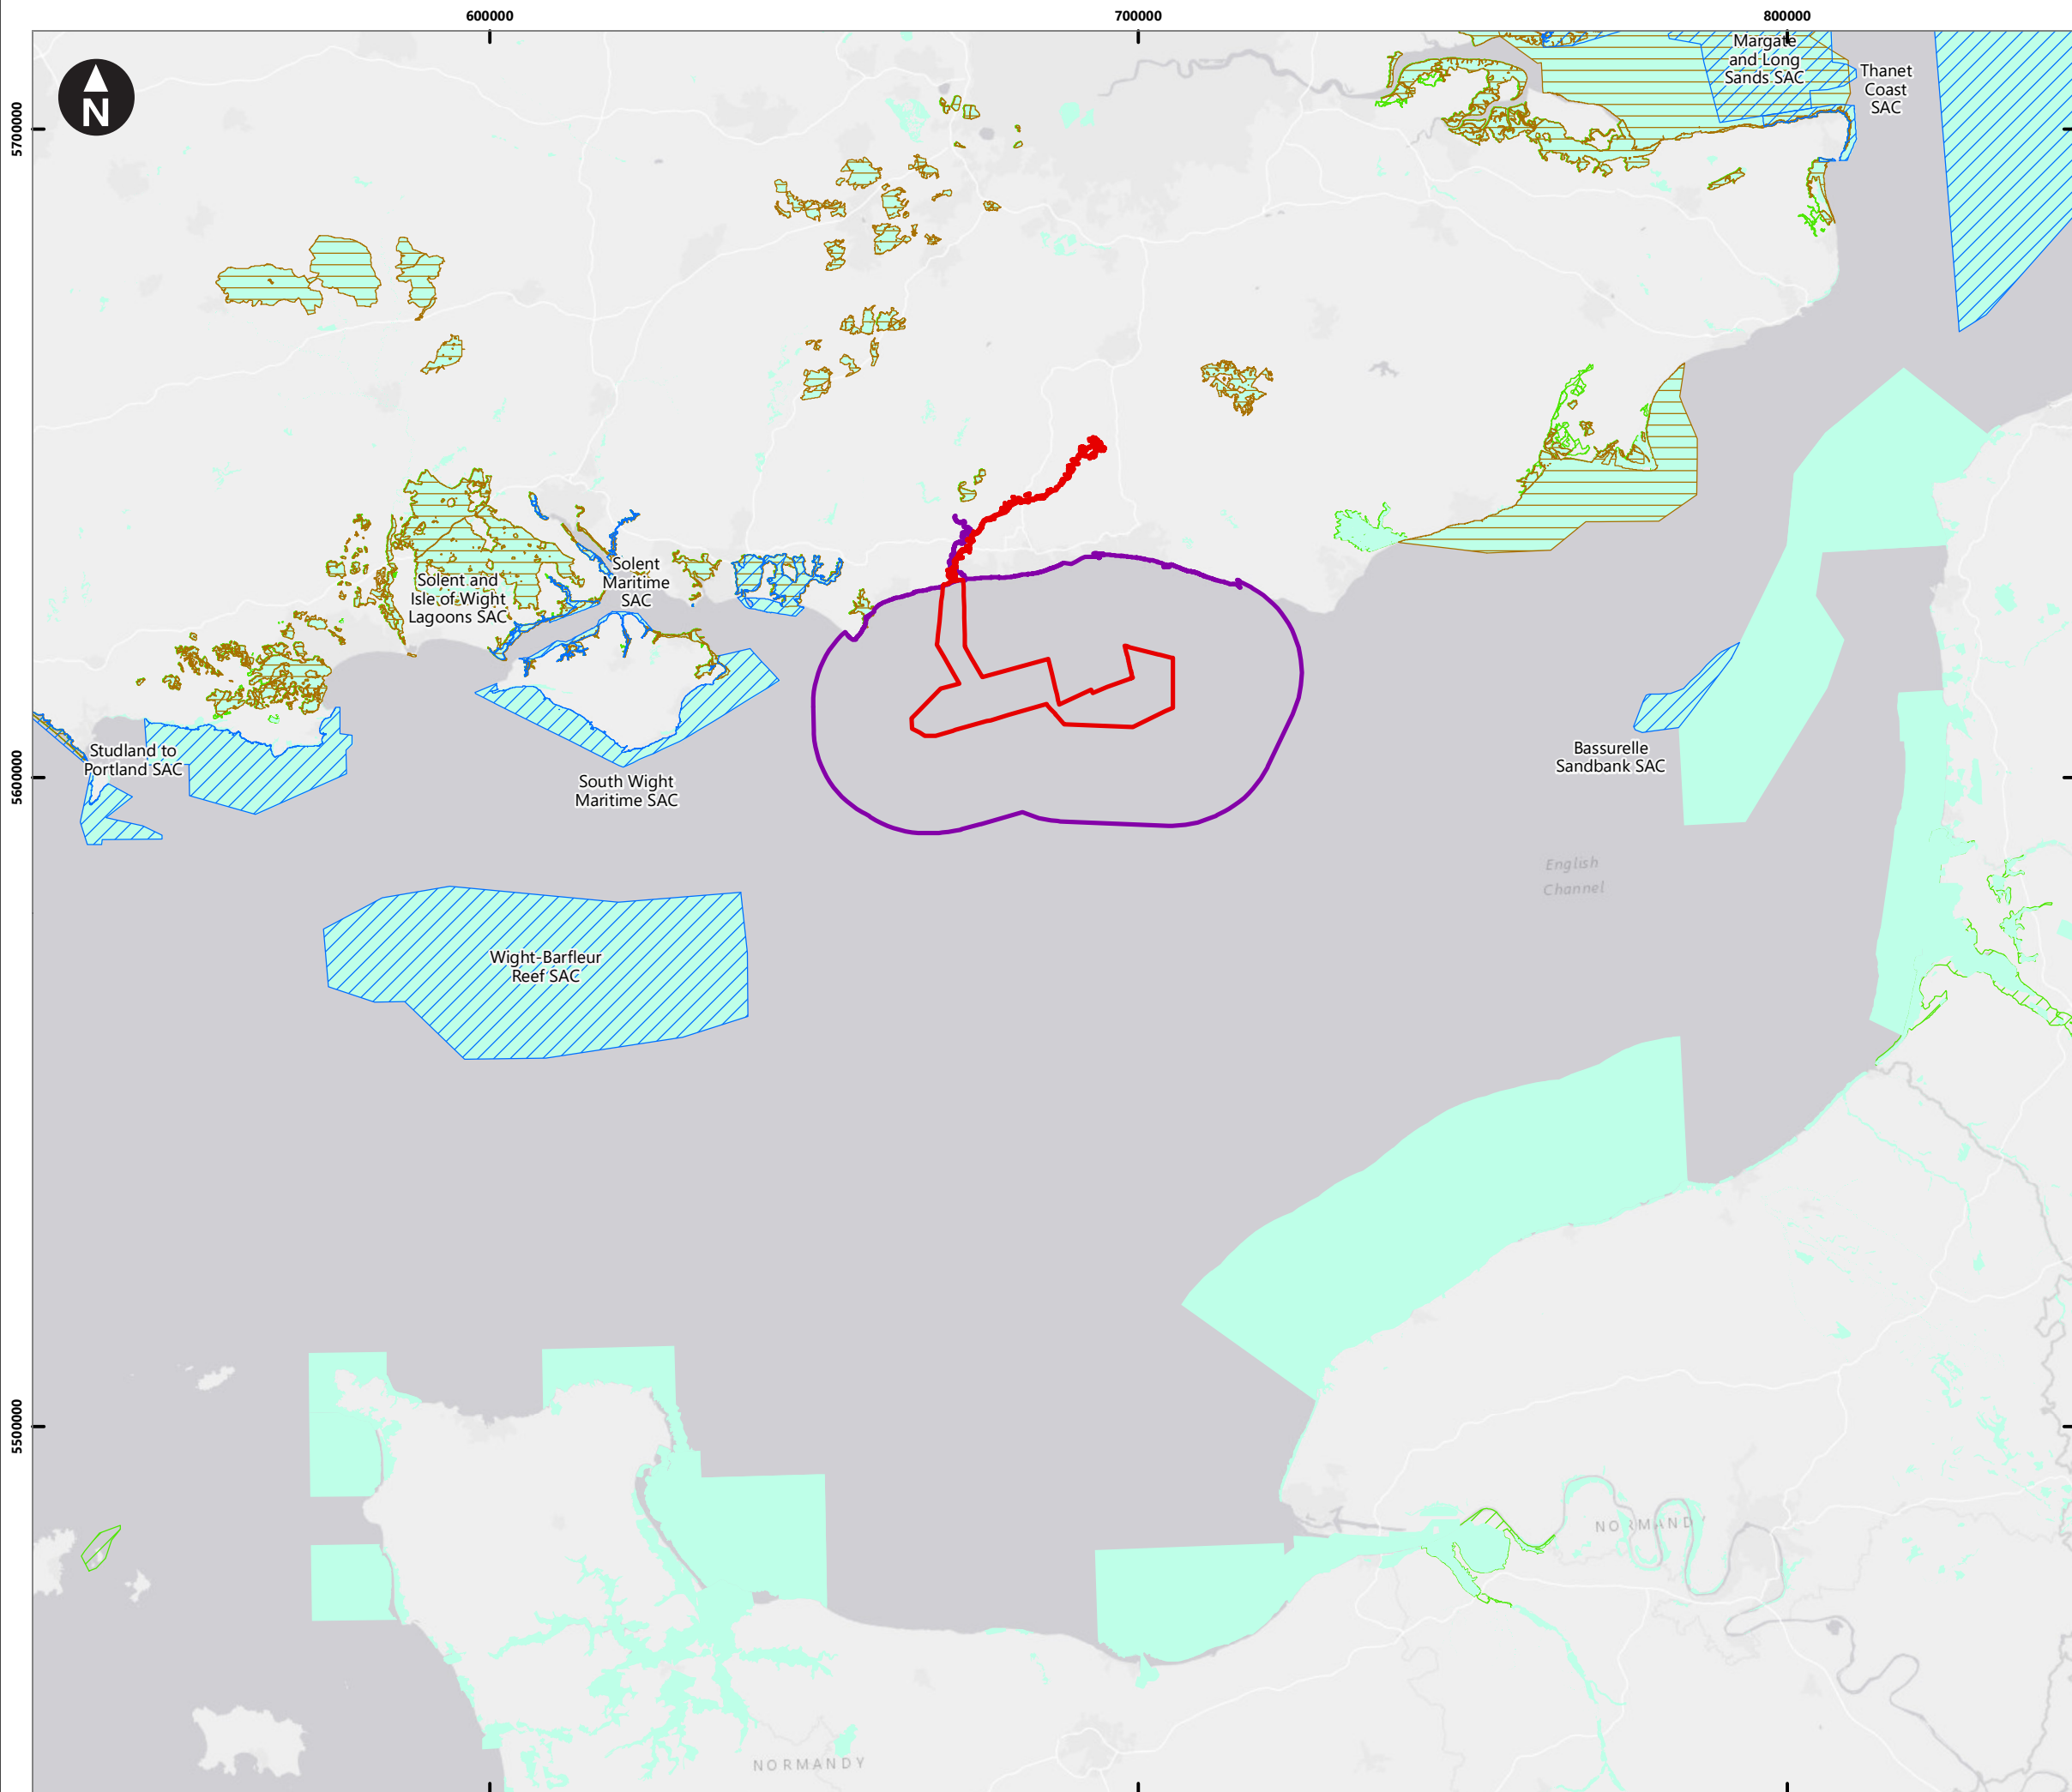 600000
700000
800000
N
5700000
5600000
5500000
Margate
and Long
Sands SAC
Thanet
Coast
SAC
Solent
Maritime
SAC
Solent and
Isle of Wight
Lagoons SAC
Studland to
Portland SAC
South Wight
Maritime SAC
Bassurelle
Sandbank SAC
English
Channel
Wight-Barfleur
Reef SAC
NORMANDY
NORMANDY